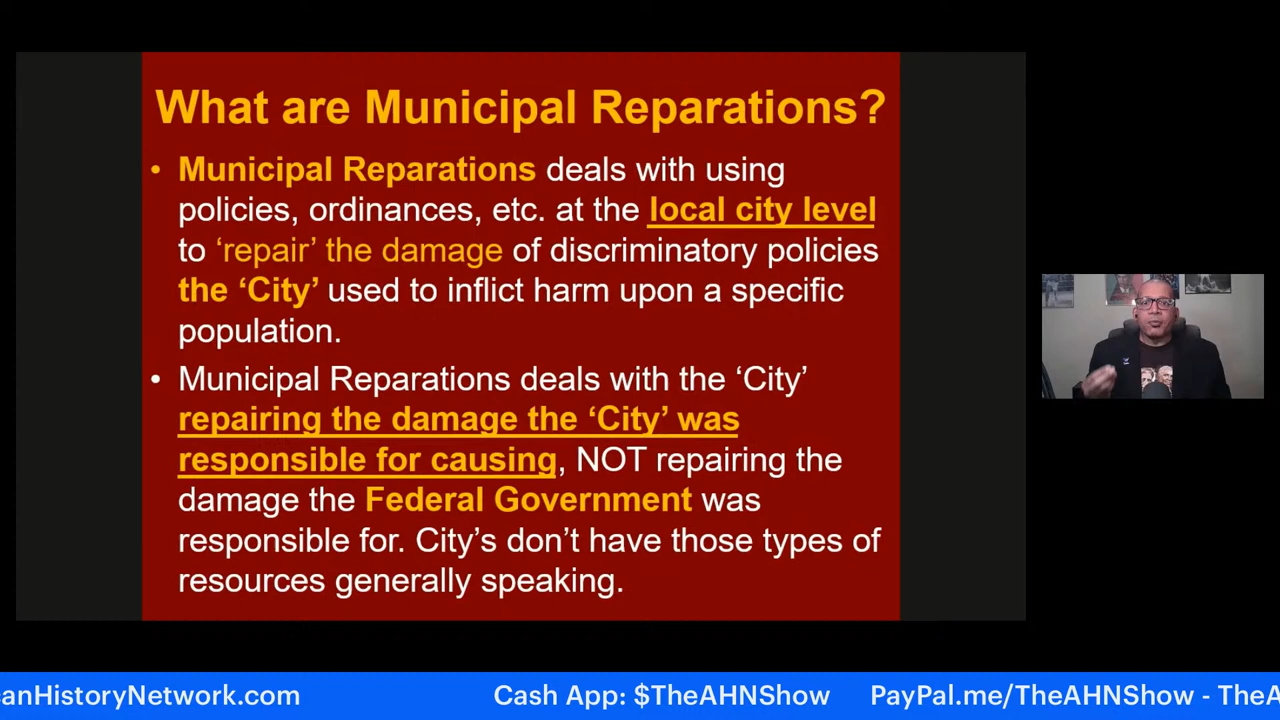 What are Municipal Reparations?
• Municipal Reparations deals with using
policies, ordinances, etc. at the local city level
to ‘repair’ the damage of discriminatory policies
the ‘City’ used to inflict harm upon a specific
population.
• Municipal Reparations deals with the ‘City’
repairing the damage the ‘City’ was
responsible for causing, NOT repairing the
damage the Federal Government was
responsible for. City’s don’t have those types of
resources generally speaking.
canHistoryNetwork.com Cash App: $TheAHNShow PayPal.me/TheAHNShow - TheA